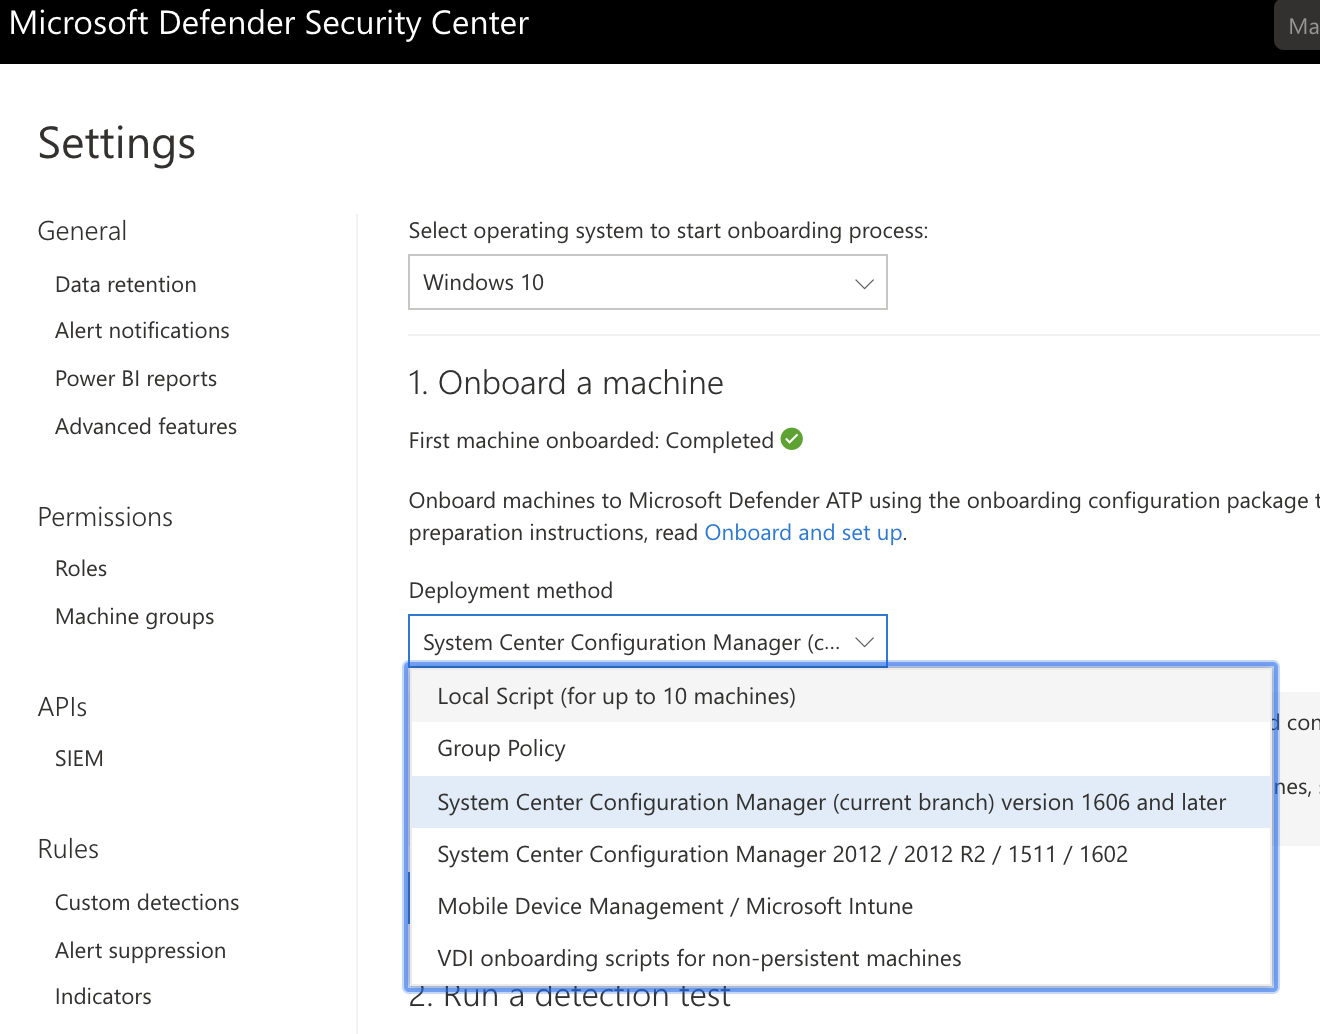 Microsoft Defender Security Center
Ma
Settings
General
Data retention
Alert notifications
Power BI reports
Advanced features
Permissions
Roles
Machine groups
APIs
SIEM
Rules
Custom detections
Alert suppression
Indicators
Select operating system to start onboarding process:
Windows 10
1. Onboard a machine
First machine onboarded: Completed
Onboard machines to Microsoft Defender ATP using the onboarding configuration package t
preparation instructions, read Onboard and set up.
Deployment method
System Center Configuration Manager (c...
Local Script (for up to 10 machines)
d con
Group Policy
nes,
System Center Configuration Manager (current branch) version 1606 and later
System Center Configuration Manager 2012 / 2012 R2 / 1511 / 1602
Mobile Device Management / Microsoft Intune
VDI onboarding scripts for non-persistent machines
2. Run a detection test